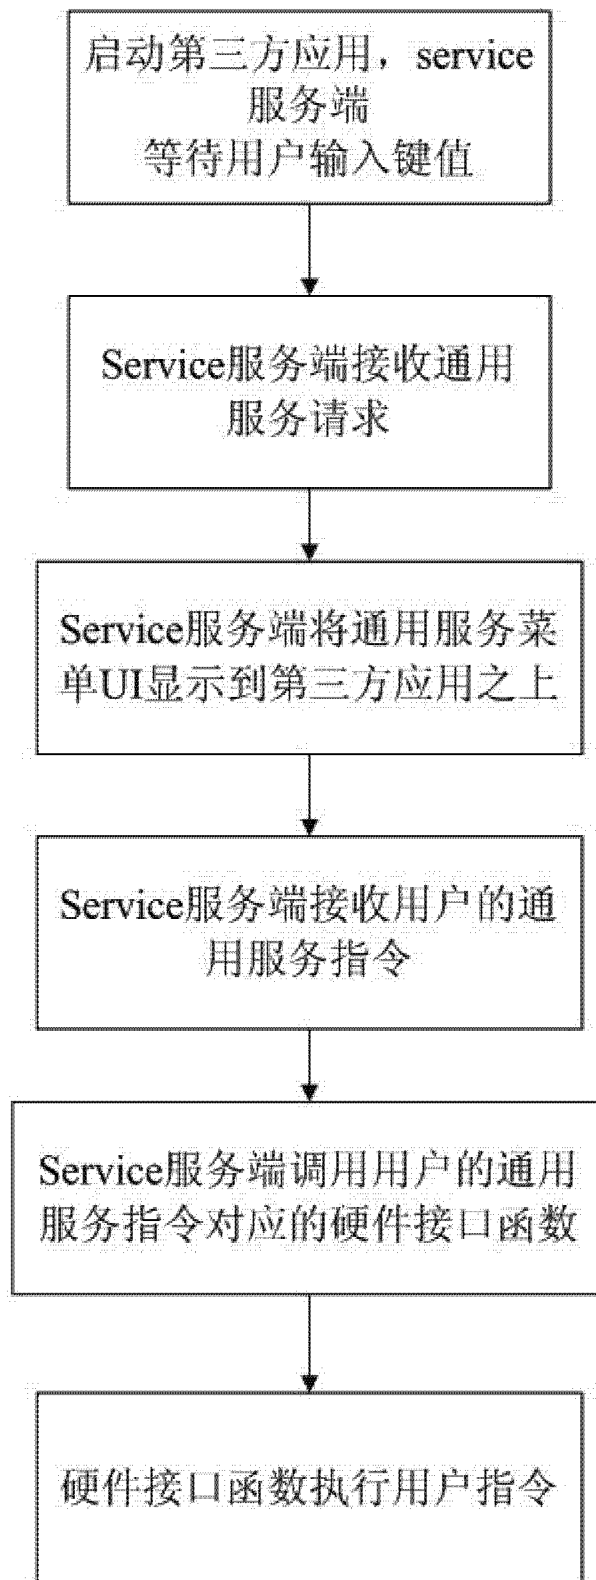 启动第三方应用，service
服务端
等待用户输入键值
Service服务端接收通用
服务请求
Service服务端将通用服务菜
单UI显示到第三方应用之上
Service服务端接收用户的通
用服务指令
Service服务端调用用户的通用
服务指令对应的硬件接口函数
硬件接口函数执行用户指令